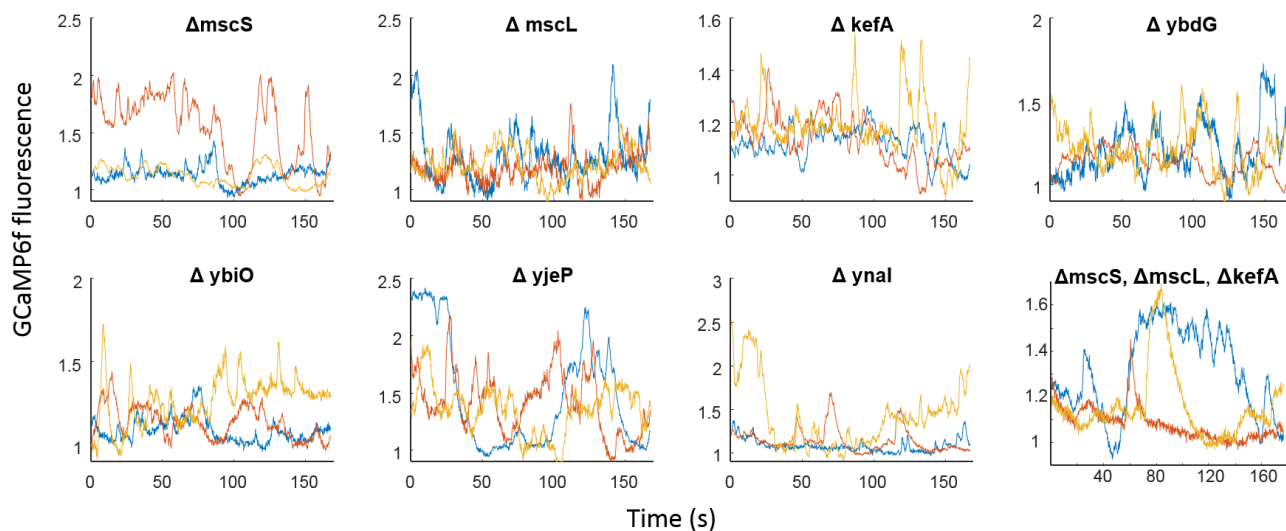 GCaMP6f fluorescence
ΔmscS
2.5
2
1.5
1
0 50 100 150
Δ mscL
2.5
2
1.5
1
0 50 100 150
Δ kefA
1.6
1.4
1.2
1
0 50 100 150
Δ ybdG
2
1.5
1
0 50 100 150
Δ ybiO
2
1.5
1
0 50 100 150
Δ yjeP
2.5
2
1.5
1
0 50 100 150
Δ ynaI
3
2.5
2
1.5
1
0 50 100 150
ΔmscS, ΔmscL, ΔkefA
1.6
1.4
1.2
1
40 80 120 160
Time (s)